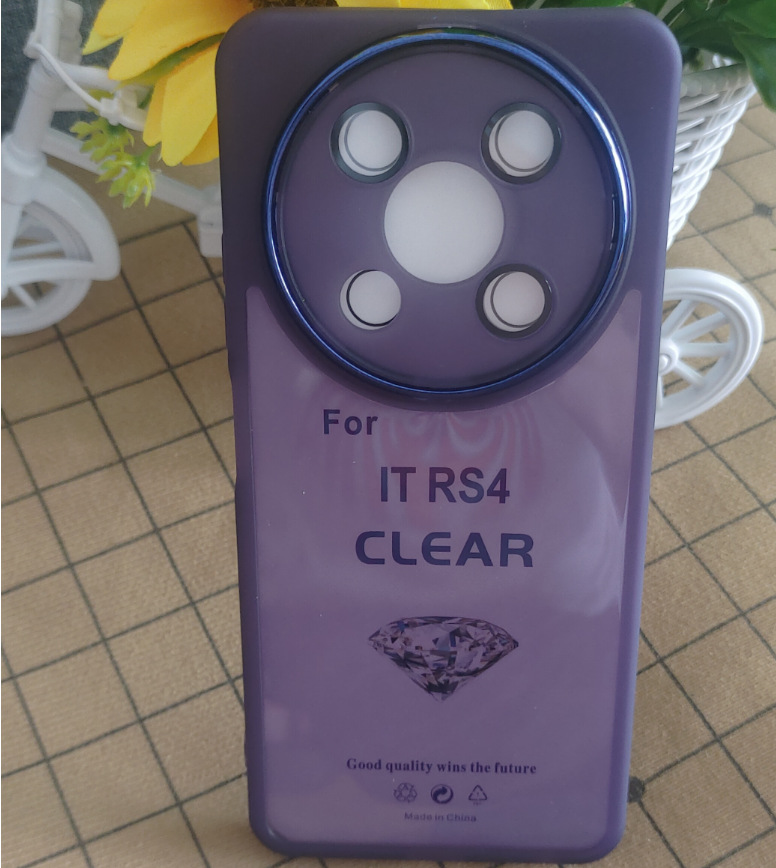 For
IT RS4
CLEAR
Good quality wins the future
Made in China